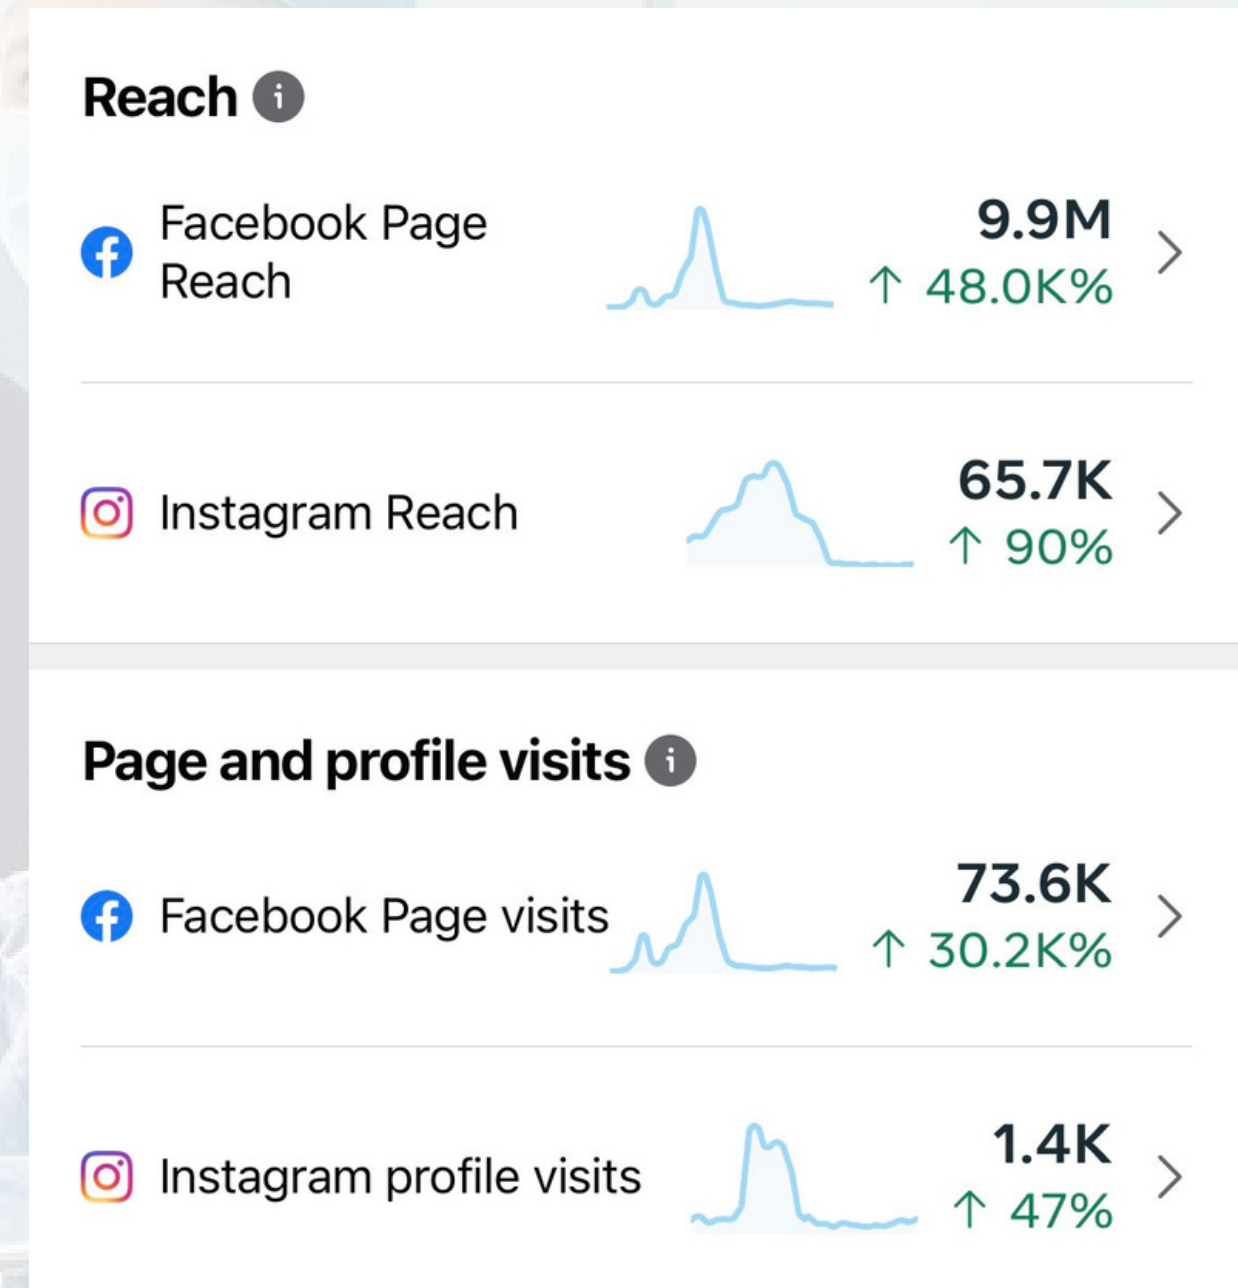 Reach
Facebook Page
Reach
9.9M
↑ 48.0K%
Instagram Reach
65.7K
↑ 90%
Page and profile visits
Facebook Page visits
73.6K
↑ 30.2K%
Instagram profile visits
1.4K
↑ 47%